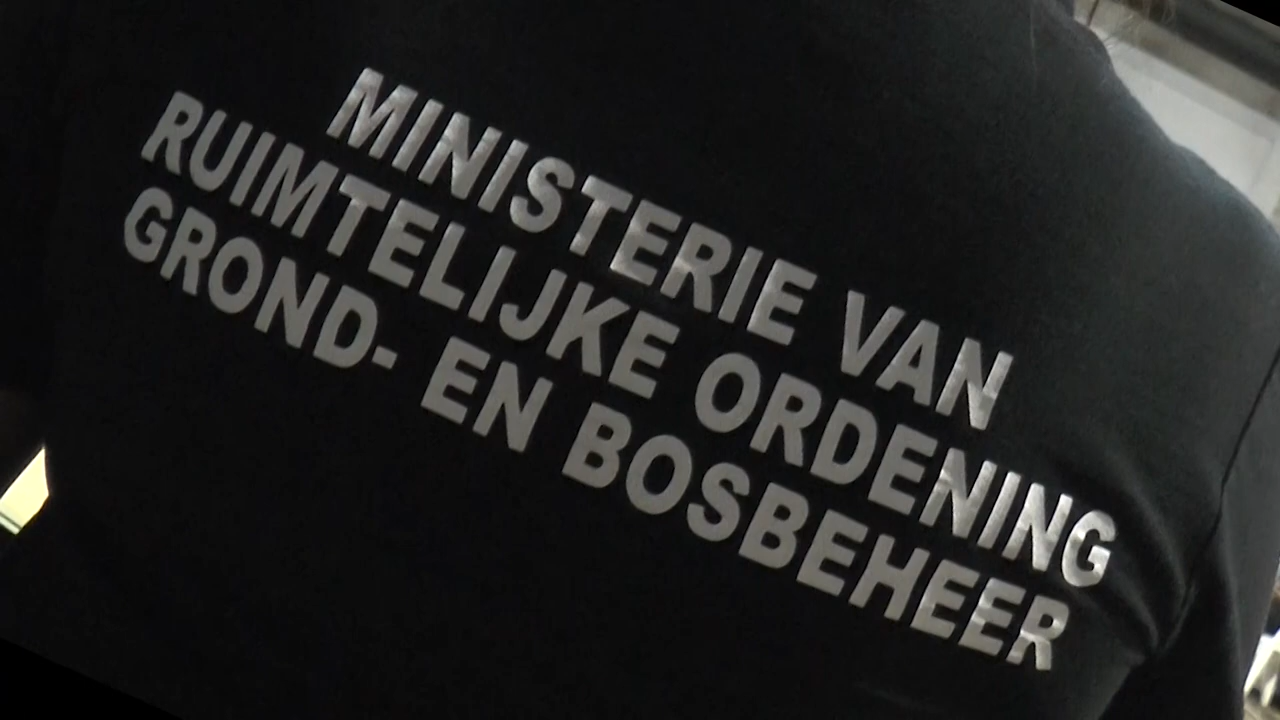 MINISTERIE VAN
RUIMTELIJKE ORDENING
GROND- EN BOSBEHEER